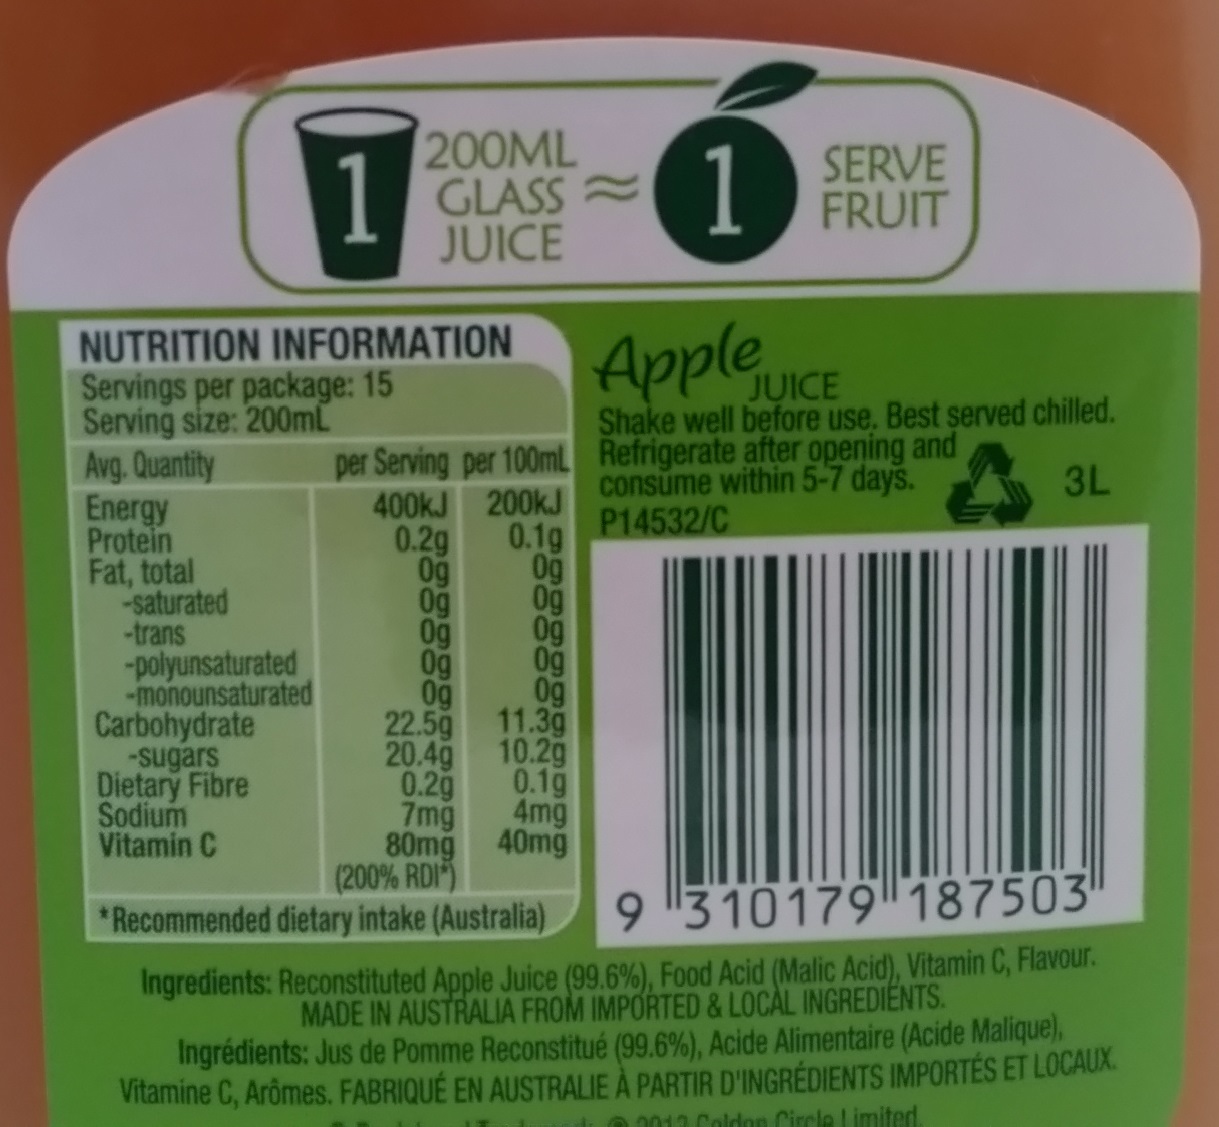 1 200ML GLASS JUICE ≈ 1 SERVE FRUIT
NUTRITION INFORMATION
Servings per package: 15
Serving size: 200mL
Avg. Quantity per Serving per 100mL
Energy 400kJ 200kJ
Protein 0.2g 0.1g
Fat, total 0g 0g
-saturated 0g 0g
-trans 0g 0g
-polyunsaturated 0g 0g
-monounsaturated 0g 0g
Carbohydrate 22.5g 11.3g
-sugars 20.4g 10.2g
Dietary Fibre 0.2g 0.1g
Sodium 7mg 4mg
Vitamin C 80mg 40mg
(200% RDI*)
*Recommended dietary intake (Australia)
Apple JUICE
Shake well before use. Best served chilled.
Refrigerate after opening and
consume within 5-7 days.
3L
P14532/C
9 310179 187503
Ingredients: Reconstituted Apple Juice (99.6%), Food Acid (Malic Acid), Vitamin C, Flavour.
MADE IN AUSTRALIA FROM IMPORTED & LOCAL INGREDIENTS.
Ingrédients: Jus de Pomme Reconstitué (99.6%), Acide Alimentaire (Acide Malique),
Vitamine C, Arômes. FABRIQUÉ EN AUSTRALIE À PARTIR D'INGRÉDIENTS IMPORTÉS ET LOCAUX.
Golden Circle Limited.